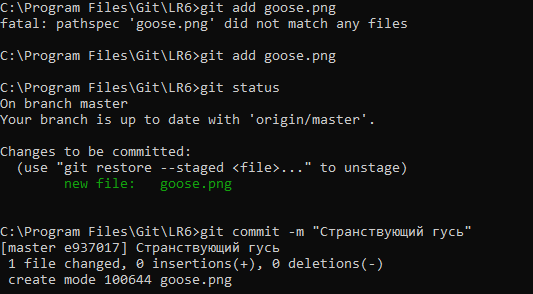 C:\Program Files\Git\LR6>git add goose.png
fatal: pathspec 'goose.png' did not match any files
C:\Program Files\Git\LR6>git add goose.png
C:\Program Files\Git\LR6>git status
On branch master
Your branch is up to date with 'origin/master'.
Changes to be committed:
  (use "git restore --staged <file>..." to unstage)
        new file:   goose.png
C:\Program Files\Git\LR6>git commit -m "Странствующий гусь"
[master e937017] Странствующий гусь
 1 file changed, 0 insertions(+), 0 deletions(-)
 create mode 100644 goose.png